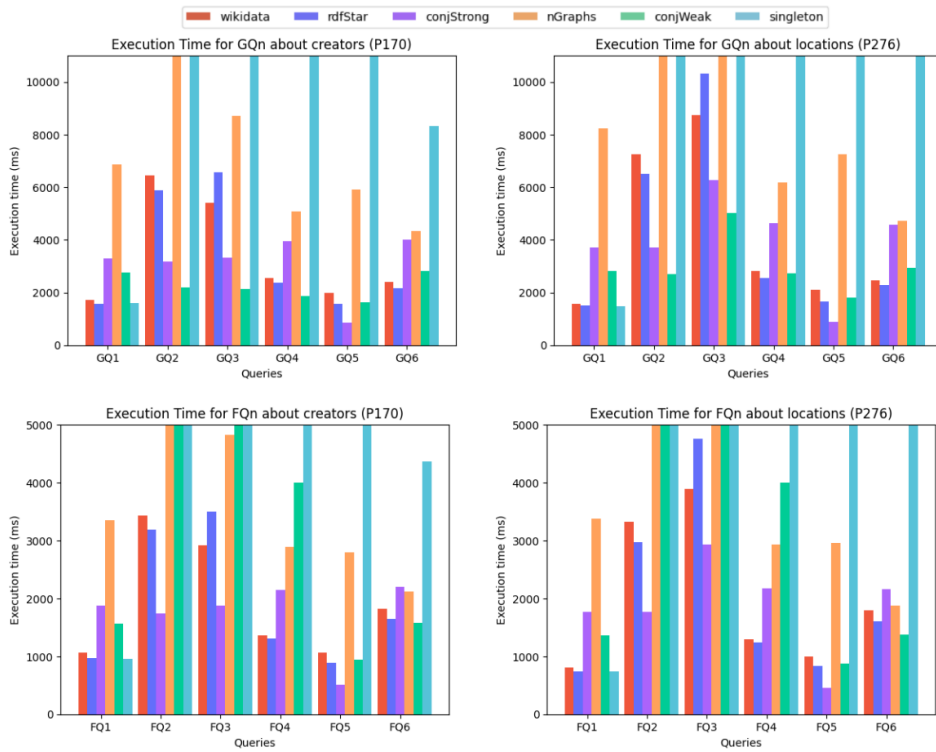 wikidata rdfStar conjStrong nGraphs conjWeak singleton
Execution Time for GQn about creators (P170)
10000
8000
6000
4000
2000
0
Execution time (ms)
GQ1 GQ2 GQ3 GQ4 GQ5 GQ6
Queries
Execution Time for GQn about locations (P276)
10000
8000
6000
4000
2000
0
Execution time (ms)
GQ1 GQ2 GQ3 GQ4 GQ5 GQ6
Queries
Execution Time for FQn about creators (P170)
5000
4000
3000
2000
1000
0
Execution time (ms)
FQ1 FQ2 FQ3 FQ4 FQ5 FQ6
Queries
Execution Time for FQn about locations (P276)
5000
4000
3000
2000
1000
0
Execution time (ms)
FQ1 FQ2 FQ3 FQ4 FQ5 FQ6
Queries